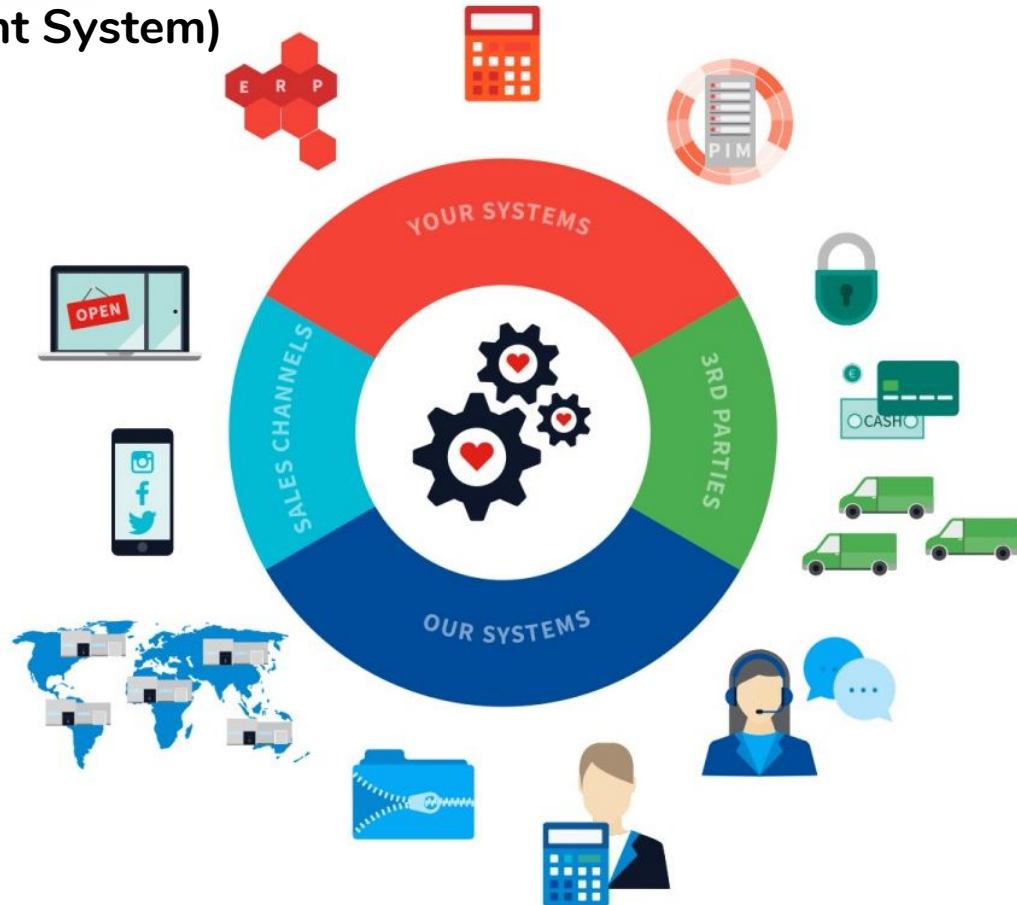 nt System)
E R P
PIM
YOUR SYSTEMS
OPEN
SALES CHANNELS
3RD PARTIES
€
CASH
OUR SYSTEMS